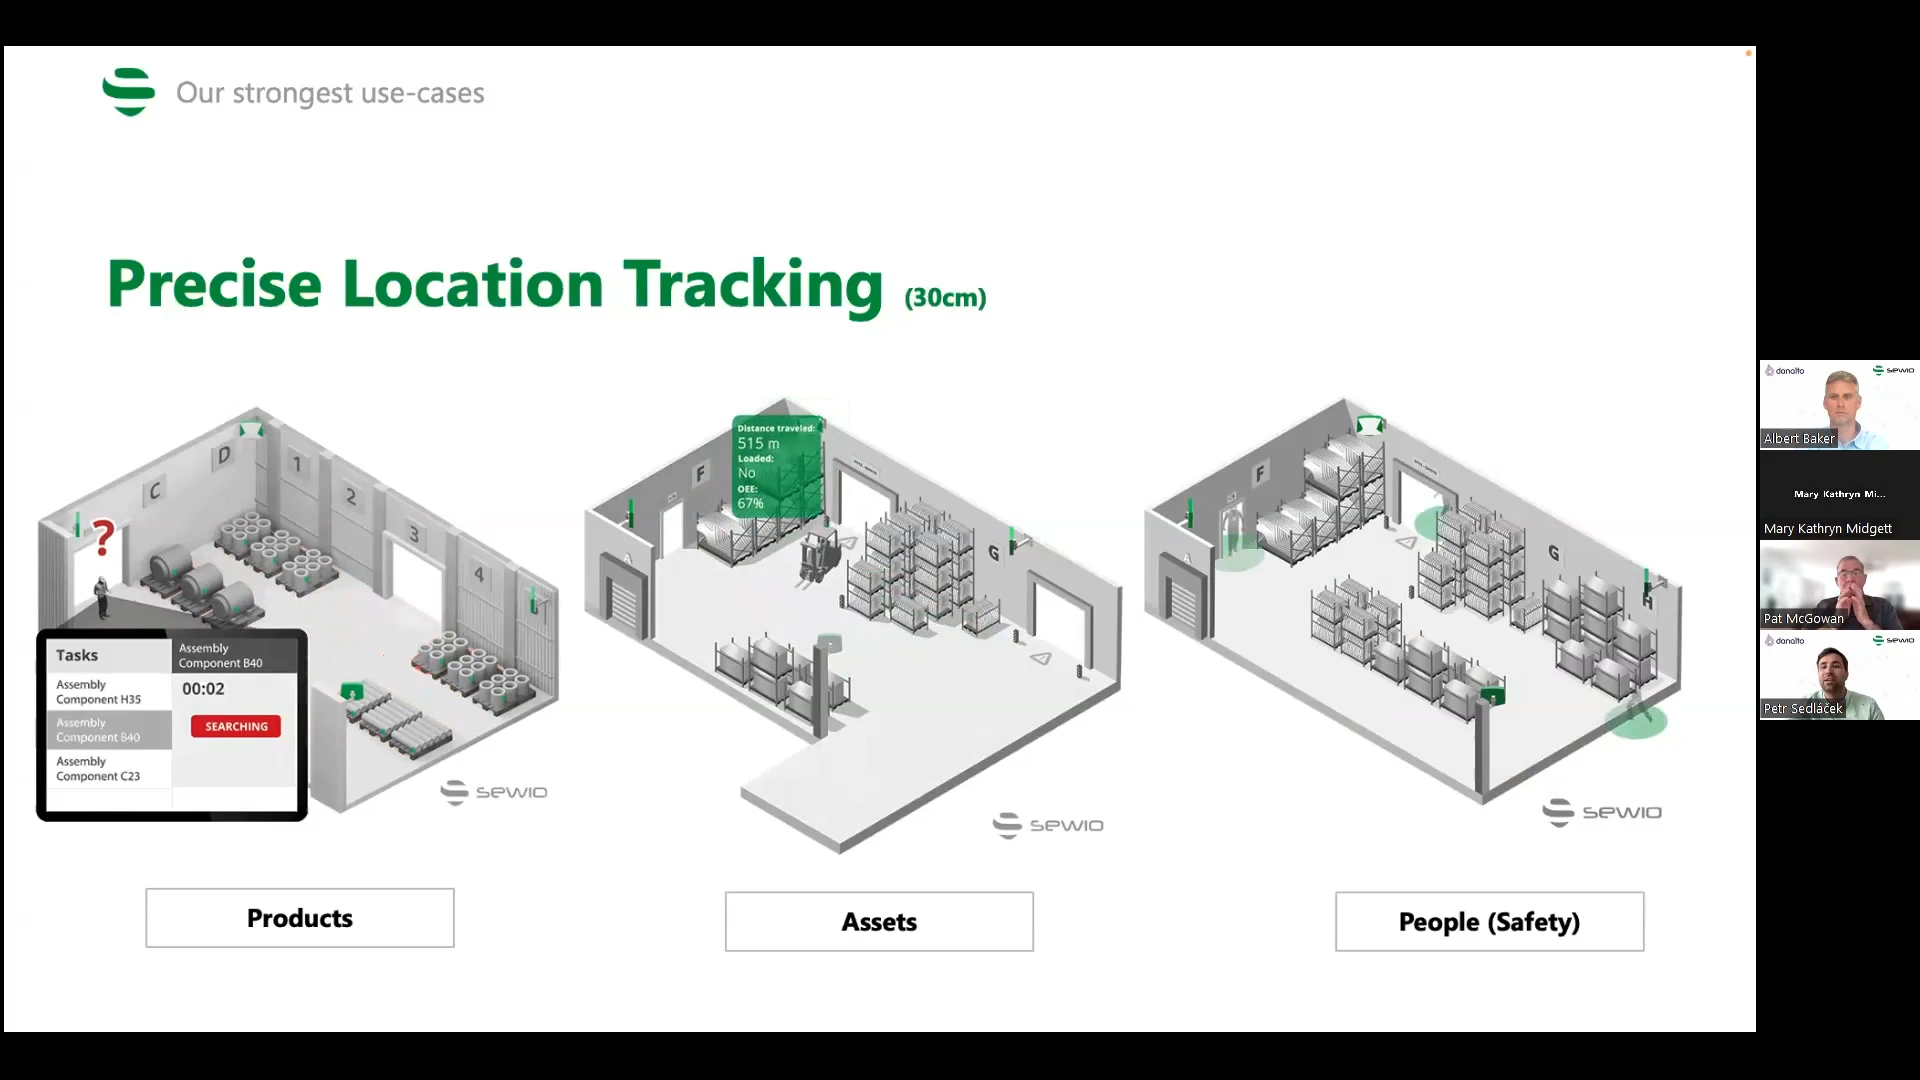 Our strongest use-cases
Precise Location Tracking (30cm)
C
D
1
2
3
4
?
Tasks
Assembly
Component H35
Assembly
Component B40
Assembly
Component C23
Assembly
Component B40
00:02
SEARCHING
sewio
Products
Distance traveled:
515 m
Loaded:
No
OEE:
67%
F
A
G
sewio
Assets
F
A
G
H
sewio
People (Safety)
danalto
sewio
Albert Baker
Mary Kathryn Mi...
Mary Kathryn Midgett
Pat McGowan
danalto
sewio
Petr Sedláček